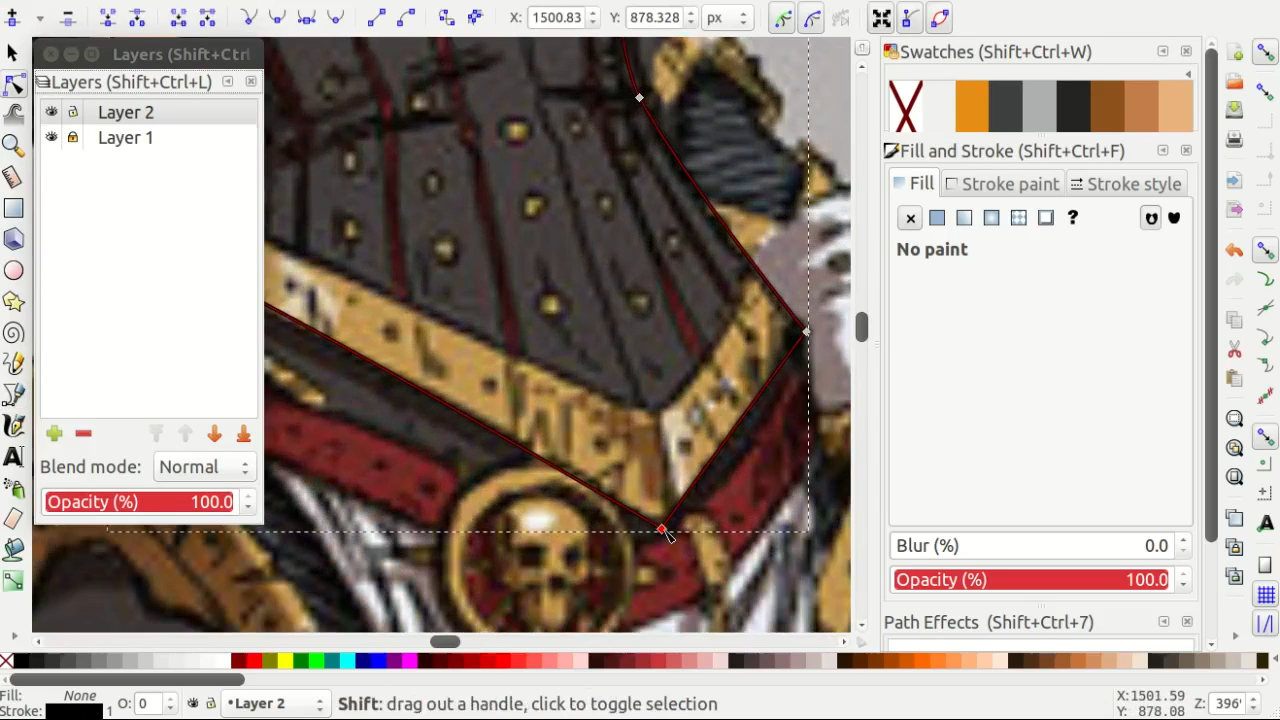 X: 1500.83
Y: 878.328
px
Layers (Shift+Ctrl
Layers (Shift+Ctrl+L)
Layer 2
Layer 1
Blend mode: Normal
Opacity (%) 100.0
Swatches (Shift+Ctrl+W)
Fill and Stroke (Shift+Ctrl+F)
Fill
Stroke paint
Stroke style
?
No paint
Blur (%) 0.0
Opacity (%) 100.0
Path Effects (Shift+Ctrl+7)
Fill: None
Stroke: 1
O: 0
•Layer 2
Shift: drag out a handle, click to toggle selection
X:1501.59
Y: 878.08
Z: 396